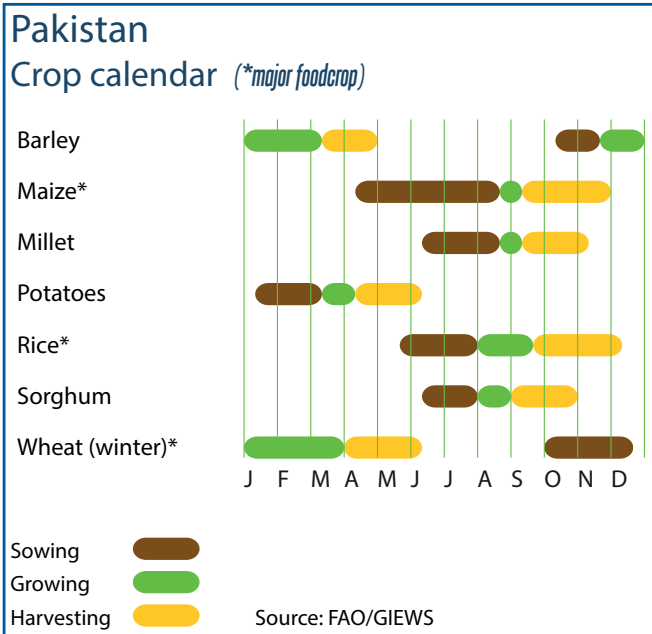 Pakistan
Crop calendar (*major foodcrop)
Barley
Maize*
Millet
Potatoes
Rice*
Sorghum
Wheat (winter)*
J F M A M J J A S O N D
Sowing
Growing
Harvesting
Source: FAO/GIEWS